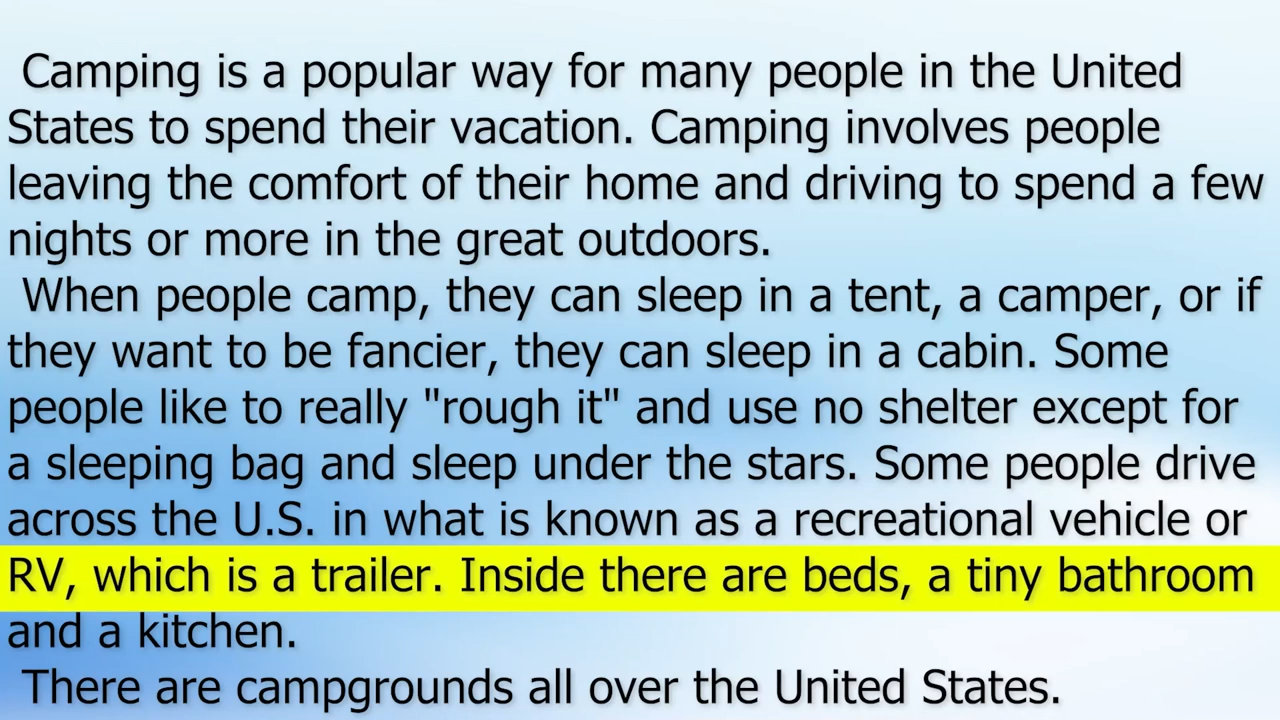 Camping is a popular way for many people in the United
States to spend their vacation. Camping involves people
leaving the comfort of their home and driving to spend a few
nights or more in the great outdoors.
When people camp, they can sleep in a tent, a camper, or if
they want to be fancier, they can sleep in a cabin. Some
people like to really "rough it" and use no shelter except for
a sleeping bag and sleep under the stars. Some people drive
across the U.S. in what is known as a recreational vehicle or
RV, which is a trailer. Inside there are beds, a tiny bathroom
and a kitchen.
There are campgrounds all over the United States.